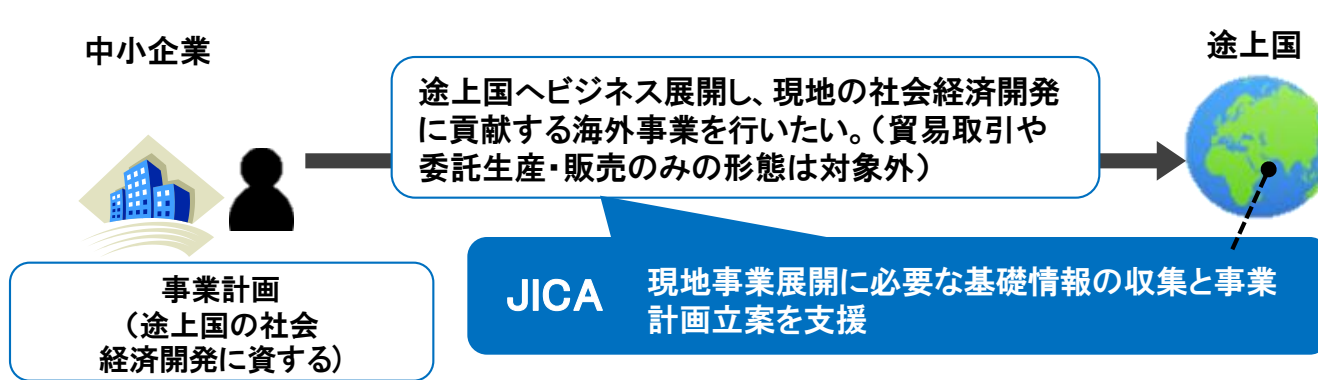 中小企業
途上国
途上国へビジネス展開し、現地の社会経済開発
に貢献する海外事業を行いたい。（貿易取引や
委託生産・販売のみの形態は対象外）
JICA
現地事業展開に必要な基礎情報の収集と事業
計画立案を支援
事業計画
（途上国の社会
経済開発に資する）